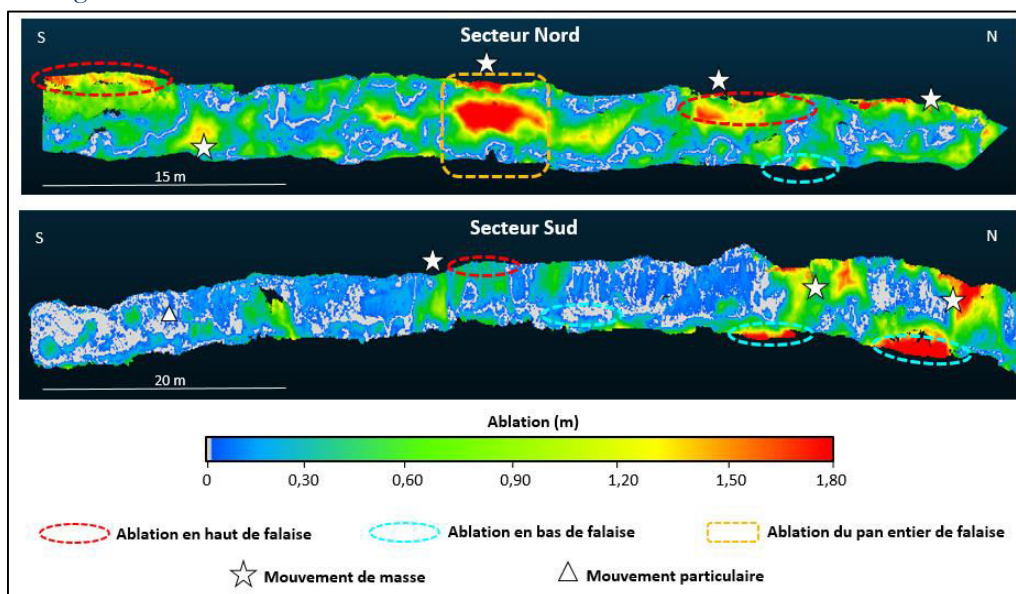 S
Secteur Nord
N
15 m
Secteur Sud
S
N
20 m
Ablation (m)
0 0,30 0,60 0,90 1,20 1,50 1,80
Ablation en haut de falaise
Ablation en bas de falaise
Ablation du pan entier de falaise
Mouvement de masse
Mouvement particulaire